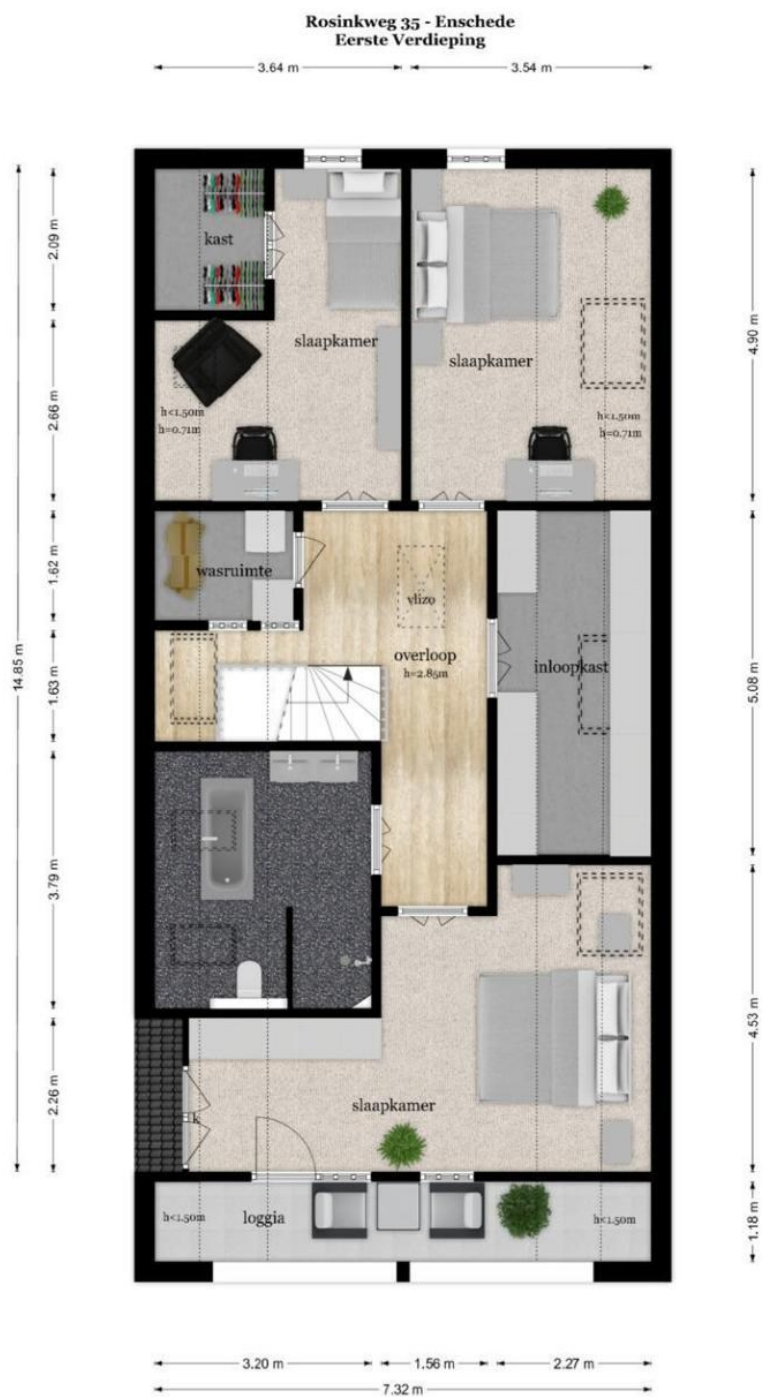 Rosinkweg 35 - Enschede
Eerste Verdieping
3.64 m
3.54 m
2.09 m
kast
4.90 m
slaapkamer
slaapkamer
2.66 m
h<1.50m
h=0.71m
h<1.50m
h=0.71m
14.85 m
1.62 m
wasruimte
vlizo
overloop
h=2.85m
inloopkast
5.08 m
1.63 m
3.79 m
4.53 m
2.26 m
slaapkamer
k
h<1.50m
loggia
h<1.50m
1.18 m
3.20 m
1.56 m
2.27 m
7.32 m